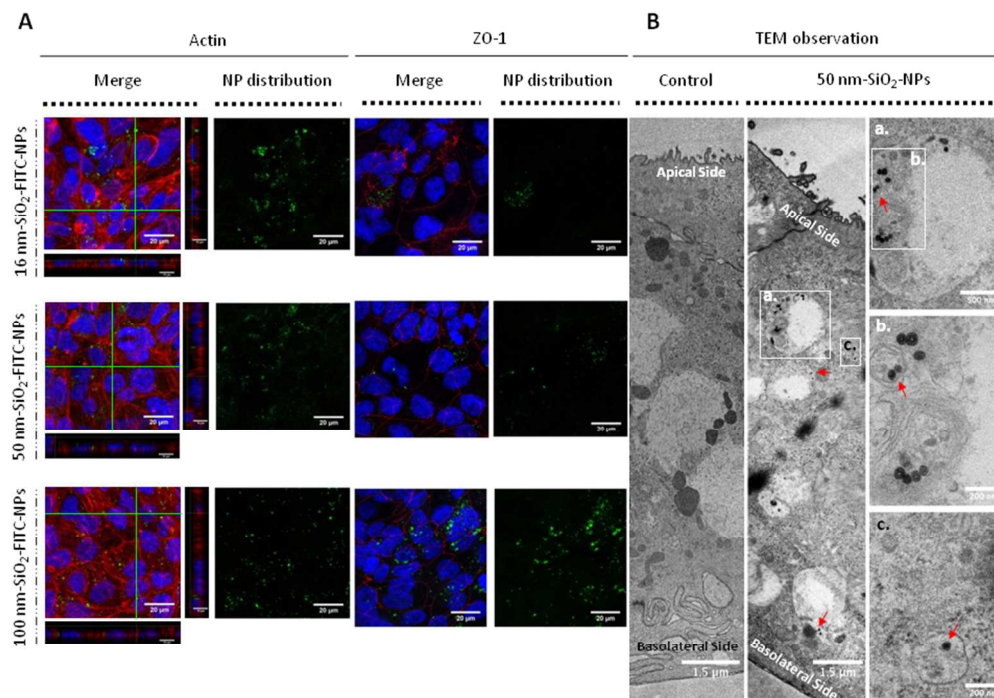 A
B
Actin
ZO-1
TEM observation
Merge
NP distribution
Merge
NP distribution
Control
50 nm-SiO₂-NPs
16 nm-SiO₂-FITC-NPs
20 µm
20 µm
20 µm
20 µm
50 nm-SiO₂-FITC-NPs
20 µm
20 µm
20 µm
20 µm
100 nm-SiO₂-FITC-NPs
20 µm
20 µm
20 µm
20 µm
Apical Side
Basolateral Side
1.5 µm
Apical Side
a.
c.
Basolateral Side
1.5 µm
a.
b.
500 nm
b.
200 nm
c.
200 nm